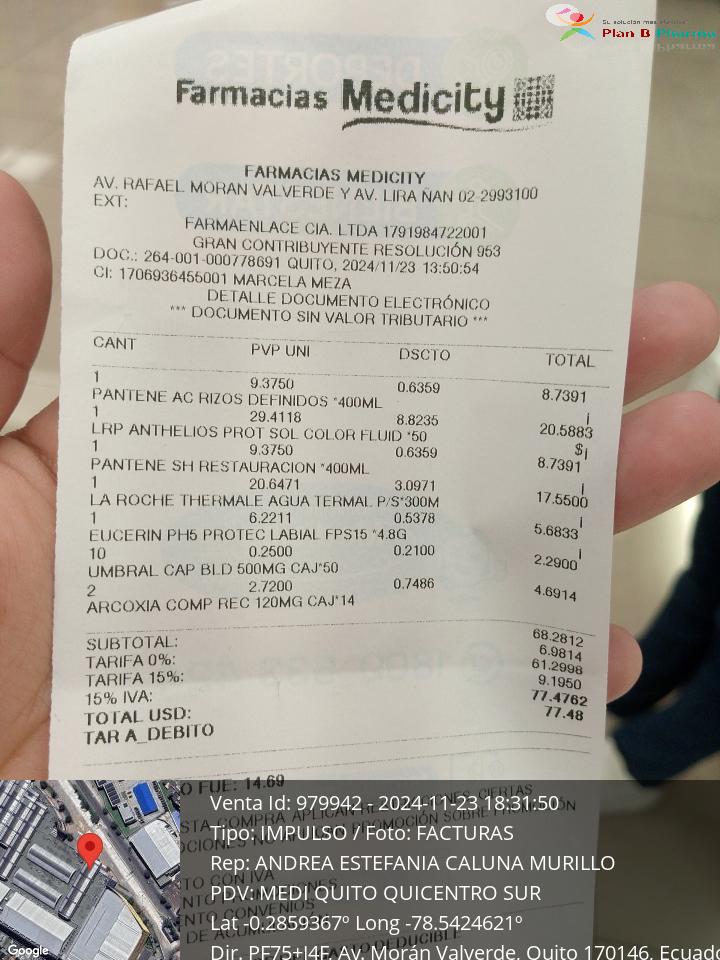 Su solución más efectiva
Plan B Pharma
Farmacias Medicity
FARMACIAS MEDICITY
AV. RAFAEL MORAN VALVERDE Y AV. LIRA ÑAN 02-2993100
EXT:
FARMAENLACE CIA. LTDA 1791984722001
GRAN CONTRIBUYENTE RESOLUCIÓN 953
DOC.: 264-001-000778691 QUITO, 2024/11/23 13:50:54
CI: 1706936455001 MARCELA MEZA
DETALLE DOCUMENTO ELECTRÓNICO
*** DOCUMENTO SIN VALOR TRIBUTARIO ***
CANT PVP UNI DSCTO TOTAL
1 9.3750 0.6359 8.7391
PANTENE AC RIZOS DEFINIDOS *400ML i
1 29.4118 8.8235 20.5883
LRP ANTHELIOS PROT SOL COLOR FLUID *50 $i
1 9.3750 0.6359 8.7391
PANTENE SH RESTAURACION *400ML i
1 20.6471 3.0971 17.5500
LA ROCHE THERMALE AGUA TERMAL P/S*300M i
1 6.2211 0.5378 5.6833
EUCERIN PH5 PROTEC LABIAL FPS15 *4.8G i
10 0.2500 0.2100 2.2900
UMBRAL CAP BLD 500MG CAJ*50
2 2.7200 0.7486 4.6914
ARCOXIA COMP REC 120MG CAJ*14
SUBTOTAL: 68.2812
TARIFA 0%: 6.9814
TARIFA 15%: 61.2998
15% IVA: 9.1950
TOTAL USD: 77.4762
TAR A_DEBITO 77.48
O FUE: 14.69
Venta Id: 979942 - 2024-11-23 18:31:50
Tipo: IMPULSO / Foto: FACTURAS
Rep: ANDREA ESTEFANIA CALUNA MURILLO
PDV: MEDI QUITO QUICENTRO SUR
Lat -0.2859367º Long -78.5424621º
Dir. PF75+J4F, Av. Morán Valverde, Quito 170146, Ecuado
Google